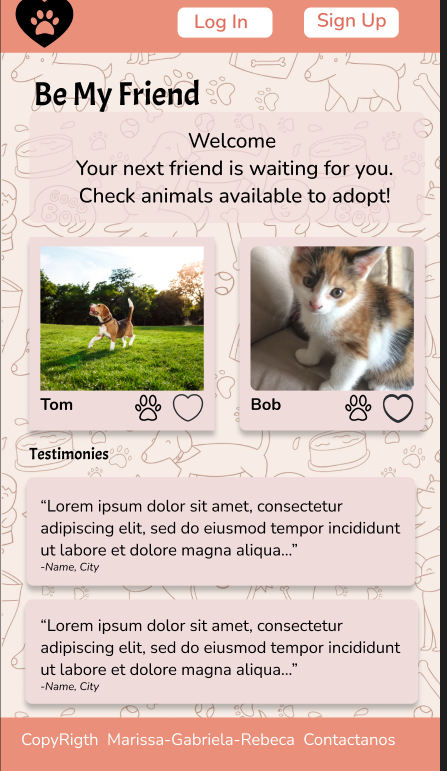 Log In
Sign Up
Be My Friend
Welcome
Your next friend is waiting for you.
Check animals available to adopt!
Tom
Bob
Testimonies
“Lorem ipsum dolor sit amet, consectetur
adipiscing elit, sed do eiusmod tempor incididunt
ut labore et dolore magna aliqua...”
-Name, City
“Lorem ipsum dolor sit amet, consectetur
adipiscing elit, sed do eiusmod tempor incididunt
ut labore et dolore magna aliqua...”
-Name, City
CopyRigth Marissa-Gabriela-Rebeca Contactanos